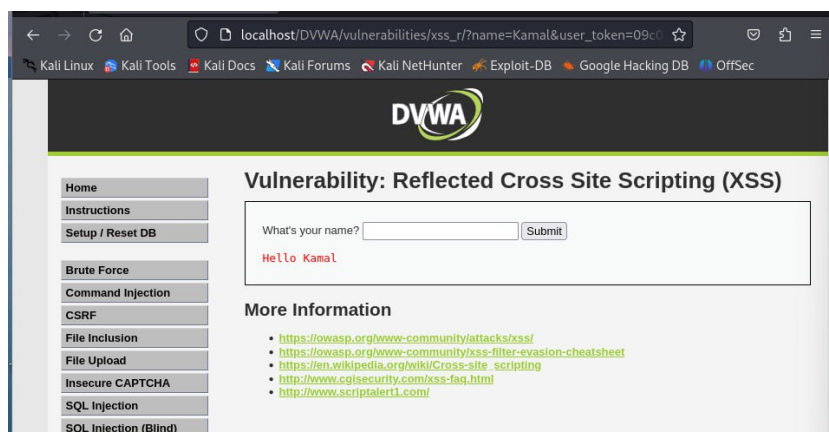 localhost/DVWA/vulnerabilities/xss_r/?name=Kamal&user_token=09c0
Kali Linux Kali Tools Kali Docs Kali Forums Kali NetHunter Exploit-DB Google Hacking DB OffSec
DVWA
Home
Instructions
Setup / Reset DB
Brute Force
Command Injection
CSRF
File Inclusion
File Upload
Insecure CAPTCHA
SQL Injection
SQL Injection (Blind)
Vulnerability: Reflected Cross Site Scripting (XSS)
What's your name? Submit
Hello Kamal
More Information
https://owasp.org/www-community/attacks/xss/
https://owasp.org/www-community/xss-filter-evasion-cheatsheet
https://en.wikipedia.org/wiki/Cross-site_scripting
http://www.cgisecurity.com/xss-faq.html
http://www.scriptalert1.com/